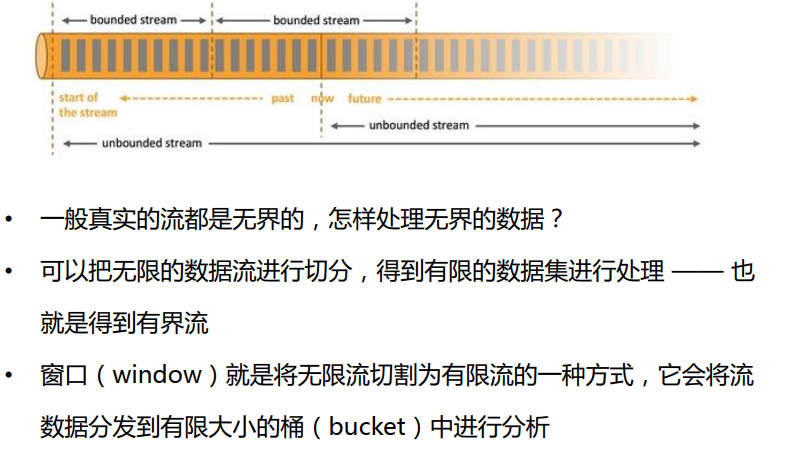 bounded stream bounded stream
start of the stream past now future
unbounded stream
unbounded stream
• 一般真实的流都是无界的，怎样处理无界的数据？
• 可以把无限的数据流进行切分，得到有限的数据集进行处理 —— 也
就是得到有界流
• 窗口（window）就是将无限流切割为有限流的一种方式，它会将流
数据分发到有限大小的桶（bucket）中进行分析